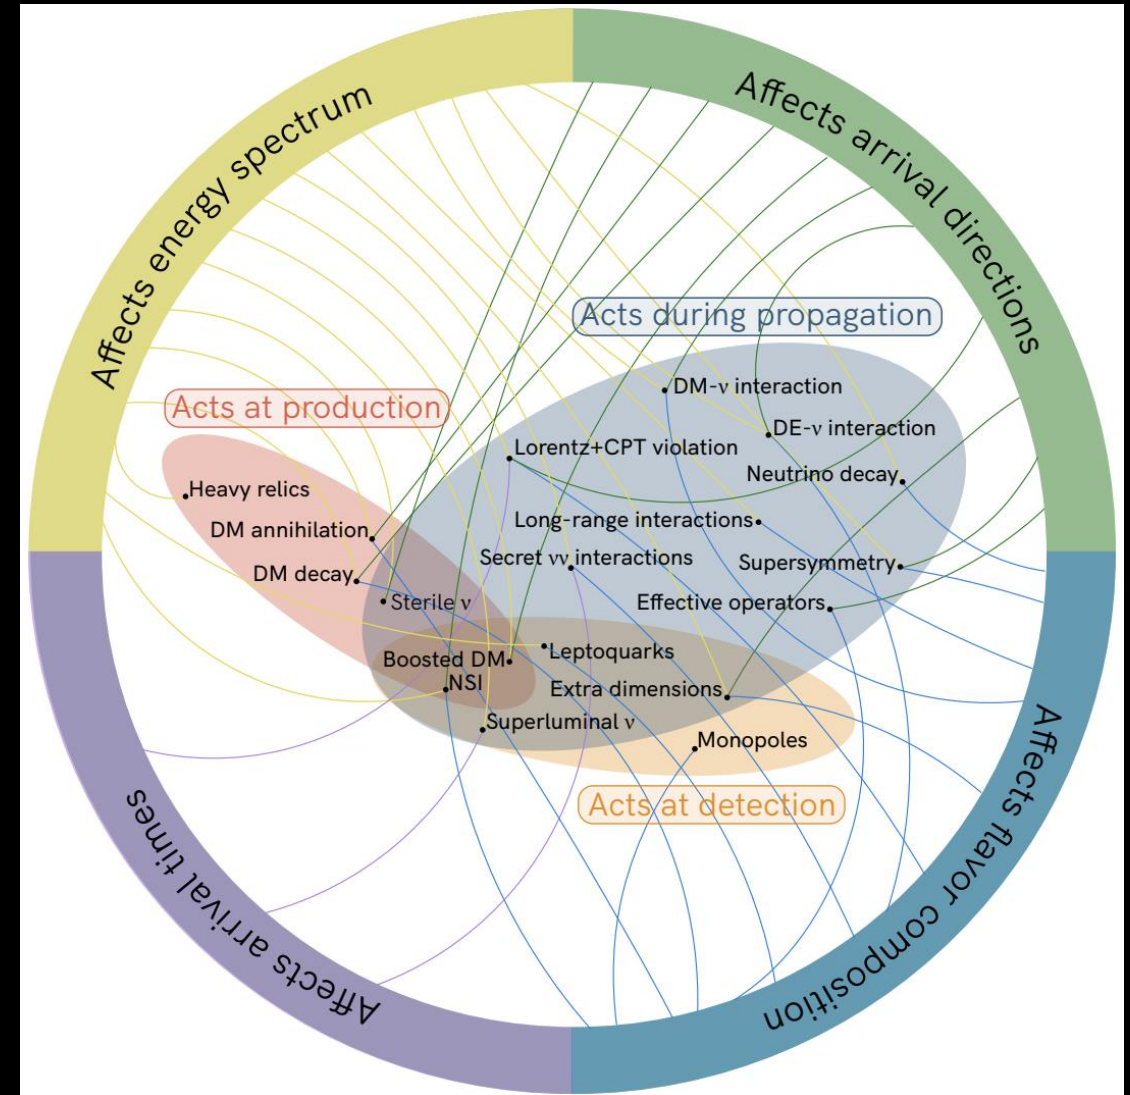 Affects energy spectrum
Affects arrival directions
Acts during propagation
DM-ν interaction
Acts at production
DE-ν interaction
Lorentz+CPT violation
Neutrino decay
Heavy relics
Long-range interactions
DM annihilation
Secret νν interactions
Supersymmetry
DM decay
Sterile ν
Effective operators
Leptoquarks
Boosted DM
NSI
Extra dimensions
Superluminal ν
Monopoles
Acts at detection
Affects arrival times
Affects flavor composition